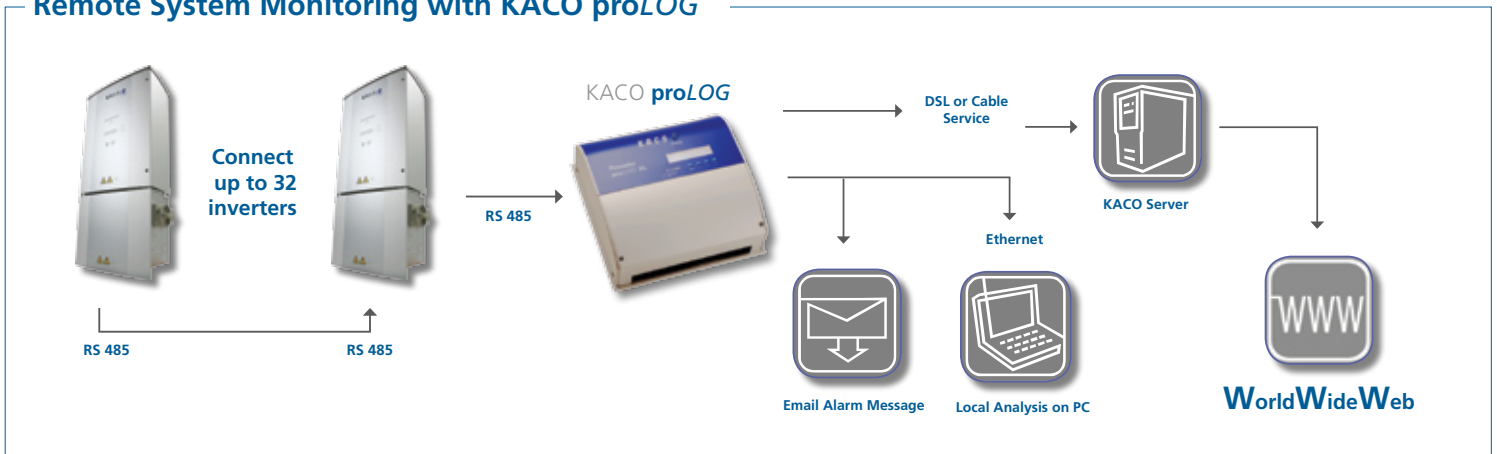 Remote System Monitoring with KACO proLOG
KACO proLOG
DSL or Cable
Service
Connect
up to 32
inverters
RS 485
KACO
KACO Server
Ethernet
RS 485
RS 485
WWW
Email Alarm Message
Local Analysis on PC
WorldWideWeb